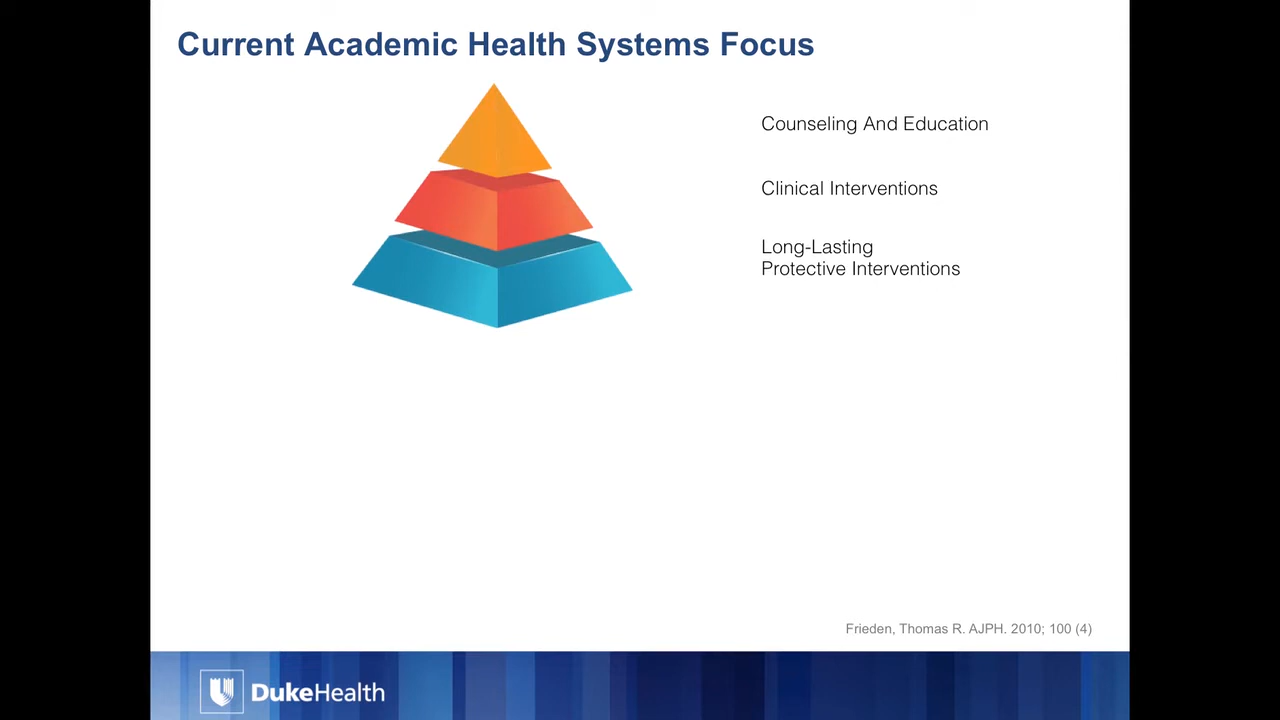 Current Academic Health Systems Focus
Counseling And Education
Clinical Interventions
Long-Lasting
Protective Interventions
Frieden, Thomas R. AJPH. 2010; 100 (4)
DukeHealth